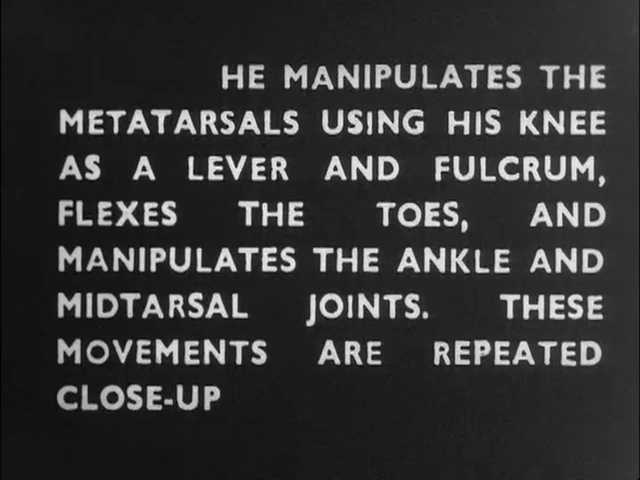 HE MANIPULATES THE
METATARSALS USING HIS KNEE
AS A LEVER AND FULCRUM,
FLEXES THE TOES, AND
MANIPULATES THE ANKLE AND
MIDTARSAL JOINTS. THESE
MOVEMENTS ARE REPEATED
CLOSE-UP